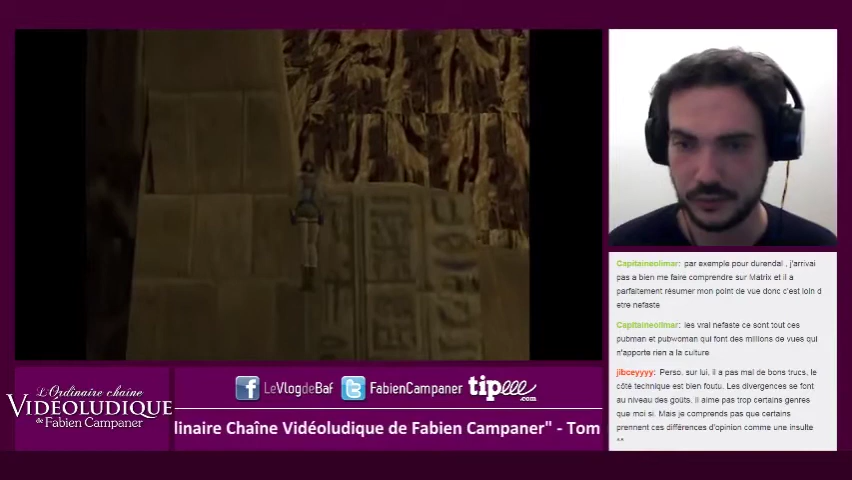 Capitaineolimar: par exemple pour durendal , j'arrivai
pas a bien me faire comprendre sur Matrix et il a
parfaitement résumer mon point de vue donc c'est loin d
etre nefaste
Capitaineolimar: les vrai nefaste ce sont tout ces
pubman et pubwoman qui font des millions de vues qui
n'apporte rien a la culture
jibceyyyy: Perso, sur lui, il a pas mal de bons trucs, le
côté technique est bien foutu. Les divergences se font
au niveau des goûts. il aime pas trop certains genres
que moi si. Mais je comprends pas que certains
prennent ces différences d'opinion comme une insulte
^^
L'Ordinaire chaîne
VIDÉOLUDIQUE
de Fabien Campaner
f LeVlogdeBaf FabienCampaner tipeee.com
linaire Chaîne Vidéoludique de Fabien Campaner" - Tom